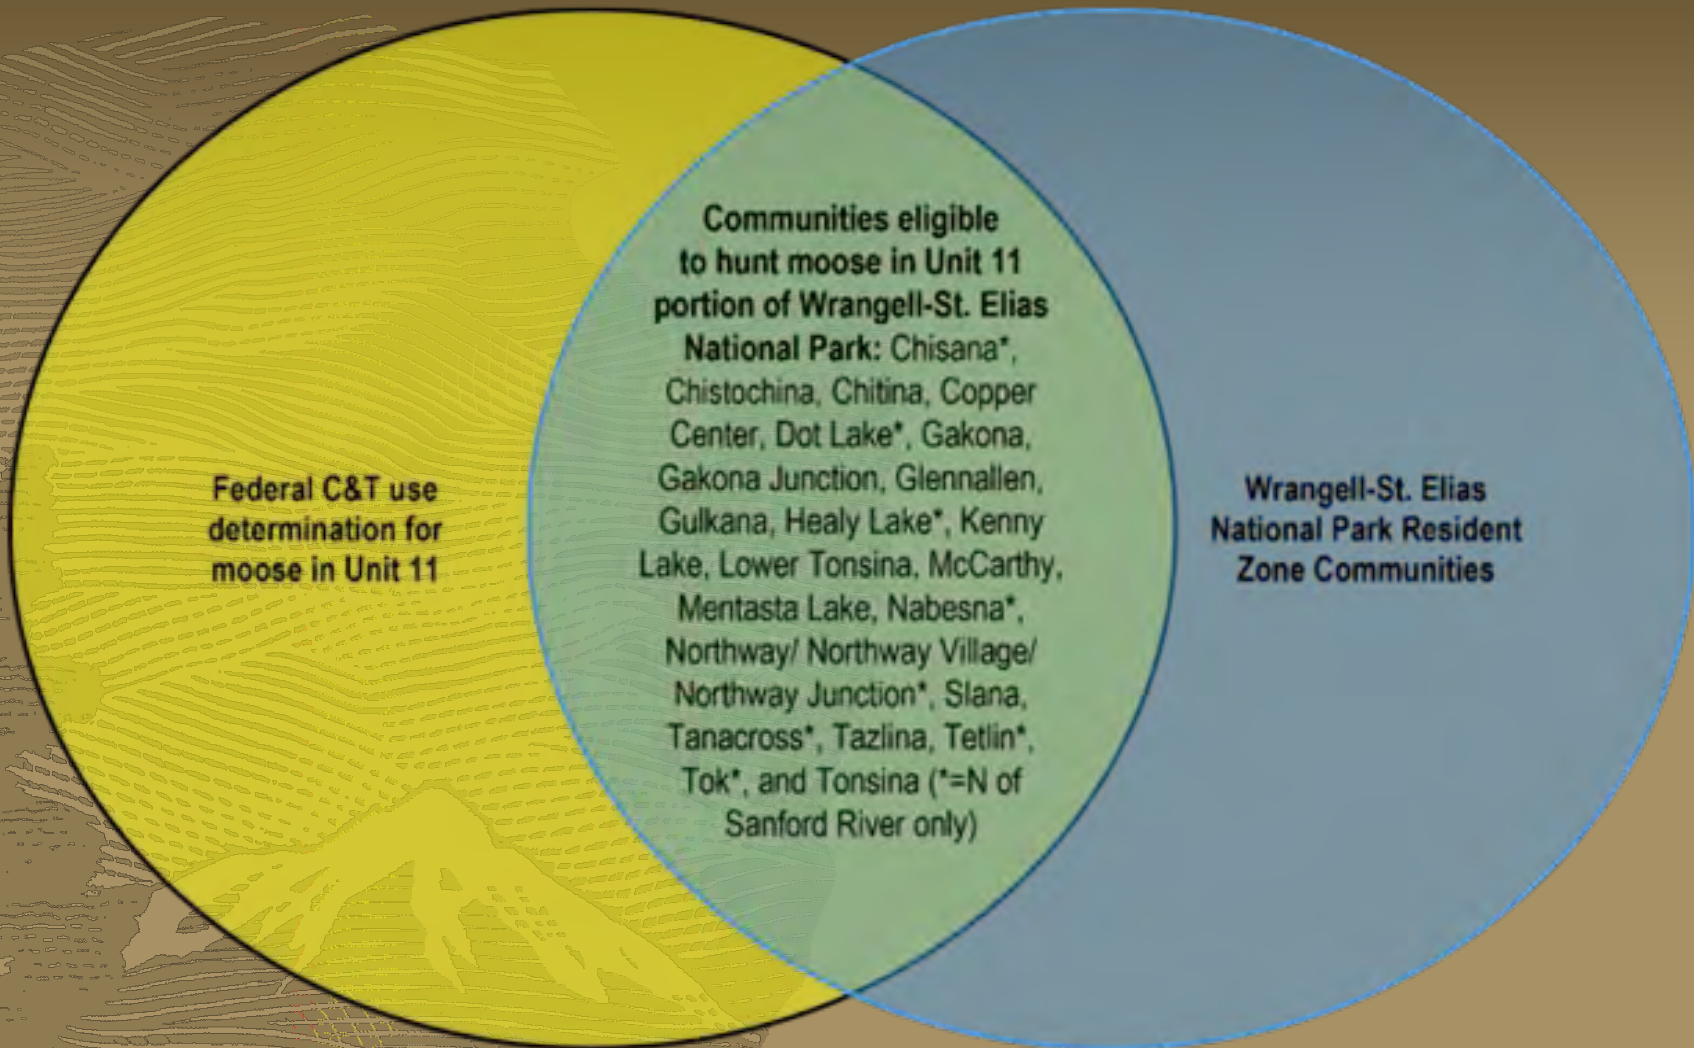 Federal C&T use
determination for
moose in Unit 11
Communities eligible
to hunt moose in Unit 11
portion of Wrangell-St. Elias
National Park: Chisana*,
Chistochina, Chitina, Copper
Center, Dot Lake*, Gakona,
Gakona Junction, Glennallen,
Gulkana, Healy Lake*, Kenny
Lake, Lower Tonsina, McCarthy,
Mentasta Lake, Nabesna*,
Northway/ Northway Village/
Northway Junction*, Slana,
Tanacross*, Tazlina, Tetlin*,
Tok*, and Tonsina (*=N of
Sanford River only)
Wrangell-St. Elias
National Park Resident
Zone Communities